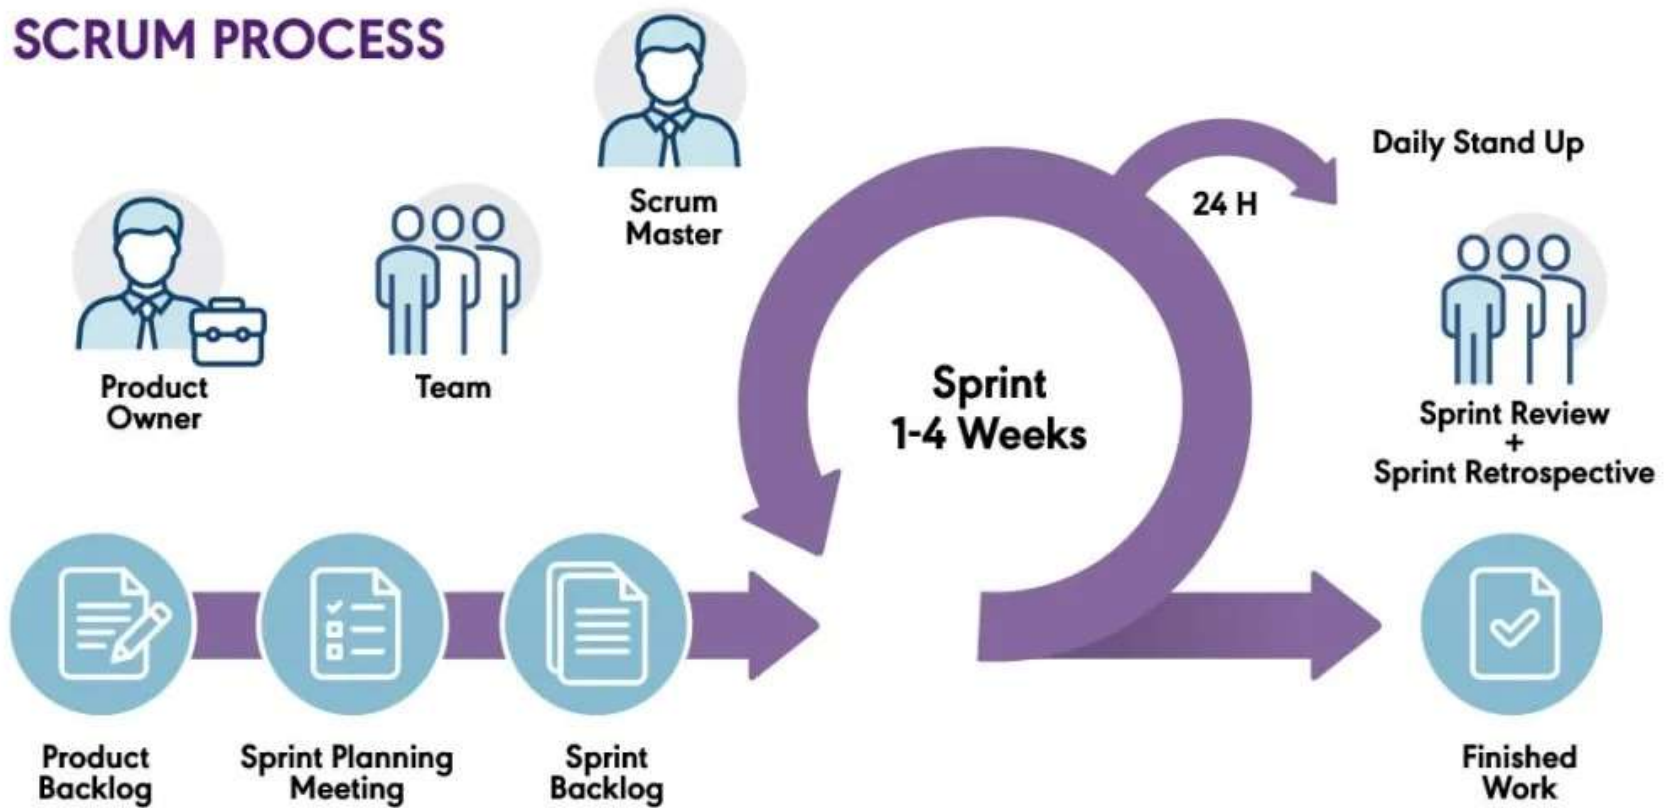 SCRUM PROCESS
Scrum
Master
Product
Owner
Team
Sprint
1-4 Weeks
24 H
Daily Stand Up
Sprint Review
+
Sprint Retrospective
Product
Backlog
Sprint Planning
Meeting
Sprint
Backlog
Finished
Work